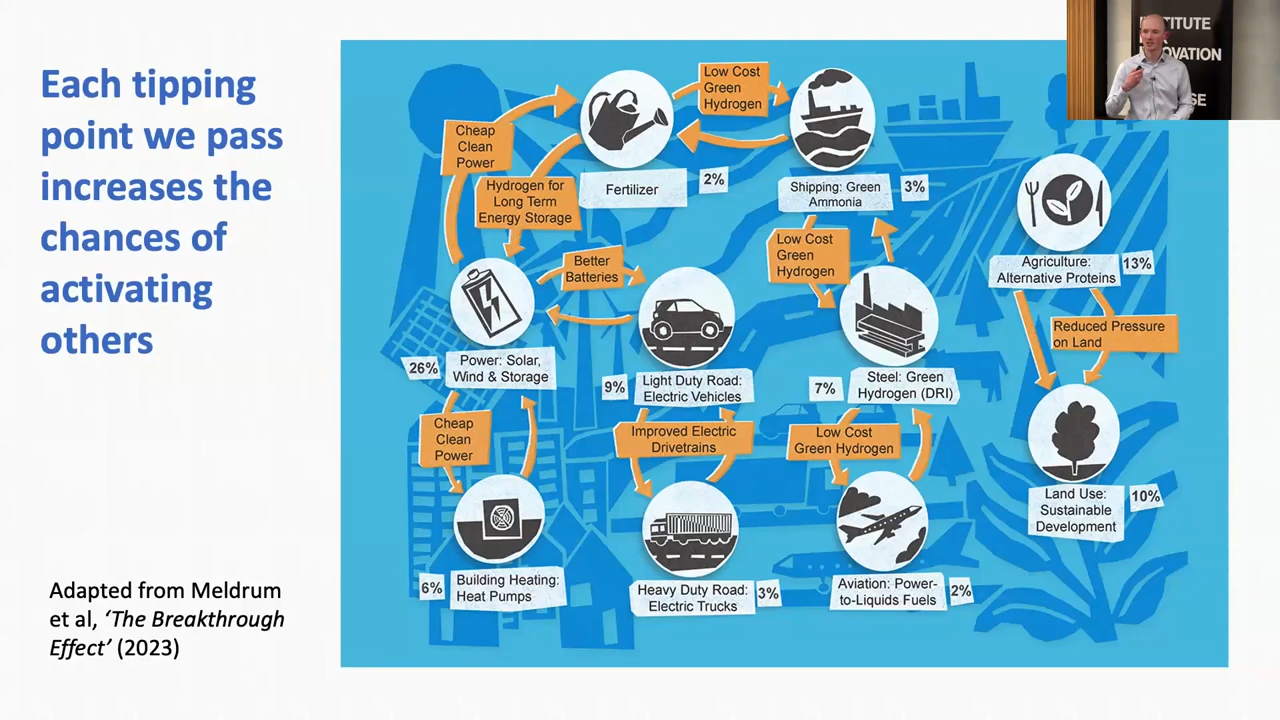 Each tipping
point we pass
increases the
chances of
activating
others
Adapted from Meldrum
et al, ‘The Breakthrough
Effect’ (2023)
Low Cost
Green
Hydrogen
Cheap
Clean
Power
Hydrogen for
Long Term
Energy Storage
Fertilizer
2%
Shipping: Green
Ammonia
3%
Better
Batteries
Low Cost
Green
Hydrogen
Agriculture:
Alternative Proteins
13%
Reduced Pressure
on Land
26%
Power: Solar,
Wind & Storage
9%
Light Duty Road:
Electric Vehicles
7%
Steel: Green
Hydrogen (DRI)
Cheap
Clean
Power
Improved Electric
Drivetrains
Low Cost
Green Hydrogen
Land Use:
Sustainable
Development
10%
6%
Building Heating:
Heat Pumps
Heavy Duty Road:
Electric Trucks
3%
Aviation: Power-
to-Liquids Fuels
2%